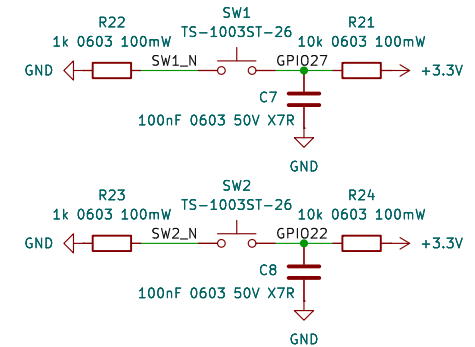 SW1
R22
TS-1003ST-26
R21
1k 0603 100mW
10k 0603 100mW
SW1_N
GPIO27
GND
+3.3V
C7
100nF 0603 50V X7R
GND
SW2
R23
TS-1003ST-26
R24
1k 0603 100mW
10k 0603 100mW
SW2_N
GPIO22
GND
+3.3V
C8
100nF 0603 50V X7R
GND